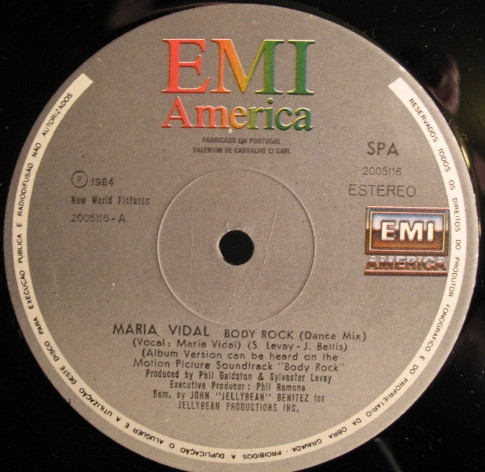 EMI
America
FABRICADO EM PORTUGAL
VALENTIM DE CARVALHO CI SARL
SPA
2005116
ESTEREO
℗ 1984
New World Pictures
2005116-A
EMI
AMERICA
MARIA VIDAL BODY ROCK (Dance Mix)
(Vocal: Maria Vidal) (S. Levay - J. Bettis)
(Album Version can be heard on the
Motion Picture Soundtrack "Body Rock"
Produced by Phil Galdston & Sylvester Levay
Executive Producer: Phil Ramone
Rem. by JOHN "JELLYBEAN" BENITEZ for
JELLYBEAN PRODUCTIONS INC.
RESERVADOS TODOS OS DIREITOS DO PRODUTOR FONOGRAFICO E DO PROPRIETARIO DA OBRA GRAVADA - PROIBIDOS A DUPLICAÇÃO O ALUGUER E A UTILIZAÇÃO DESTE DISCO PARA EXECUÇÃO PUBLICA E RADIODIFUSÃO NÃO AUTORIZADOS